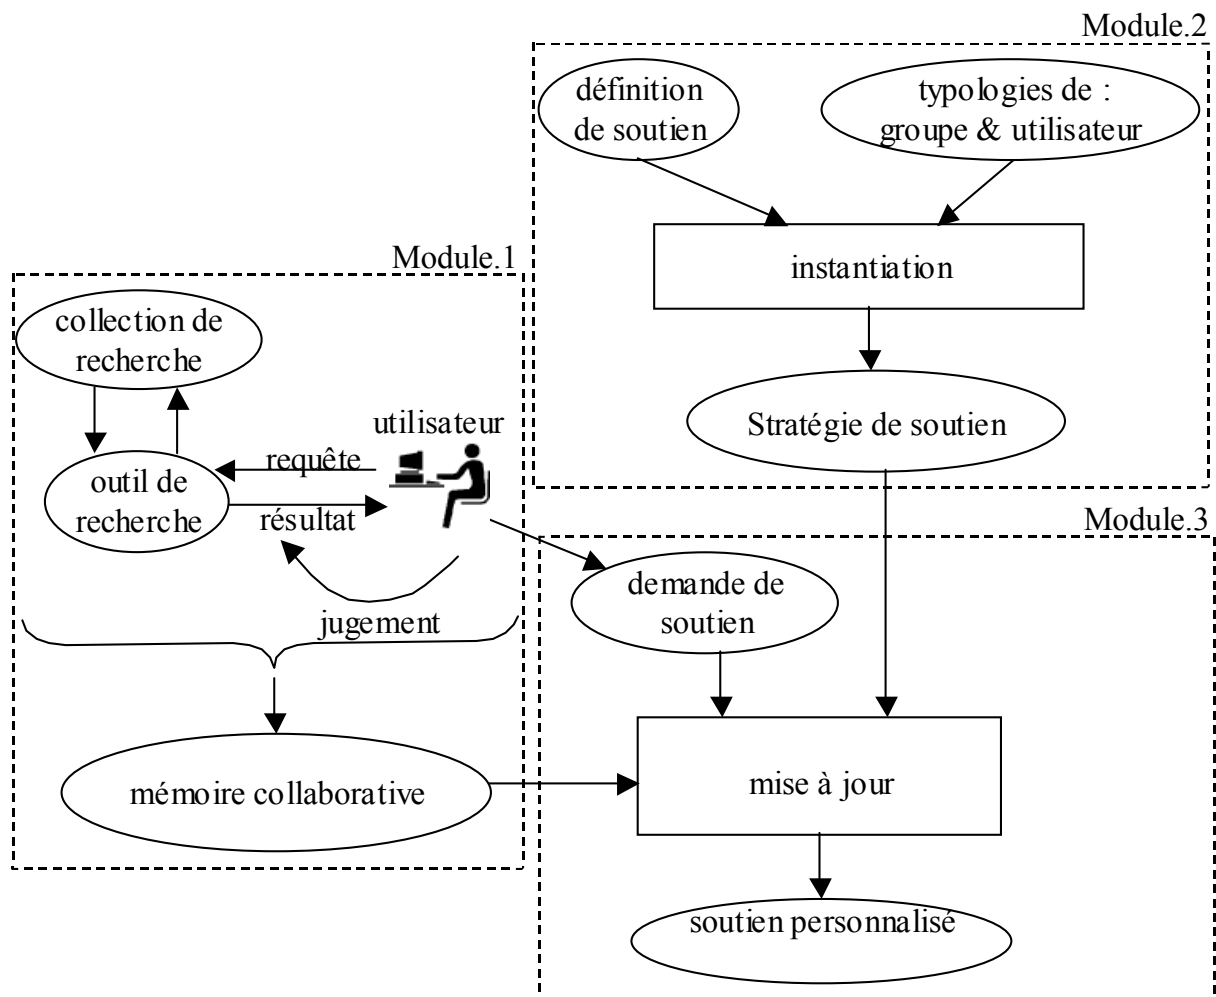 Module.2
définition
de soutien
typologies de :
groupe & utilisateur
instantiation
Stratégie de soutien
Module.1
collection de
recherche
utilisateur
requête
outil de
recherche
résultat
jugement
mémoire collaborative
Module.3
demande de
soutien
mise à jour
soutien personnalisé